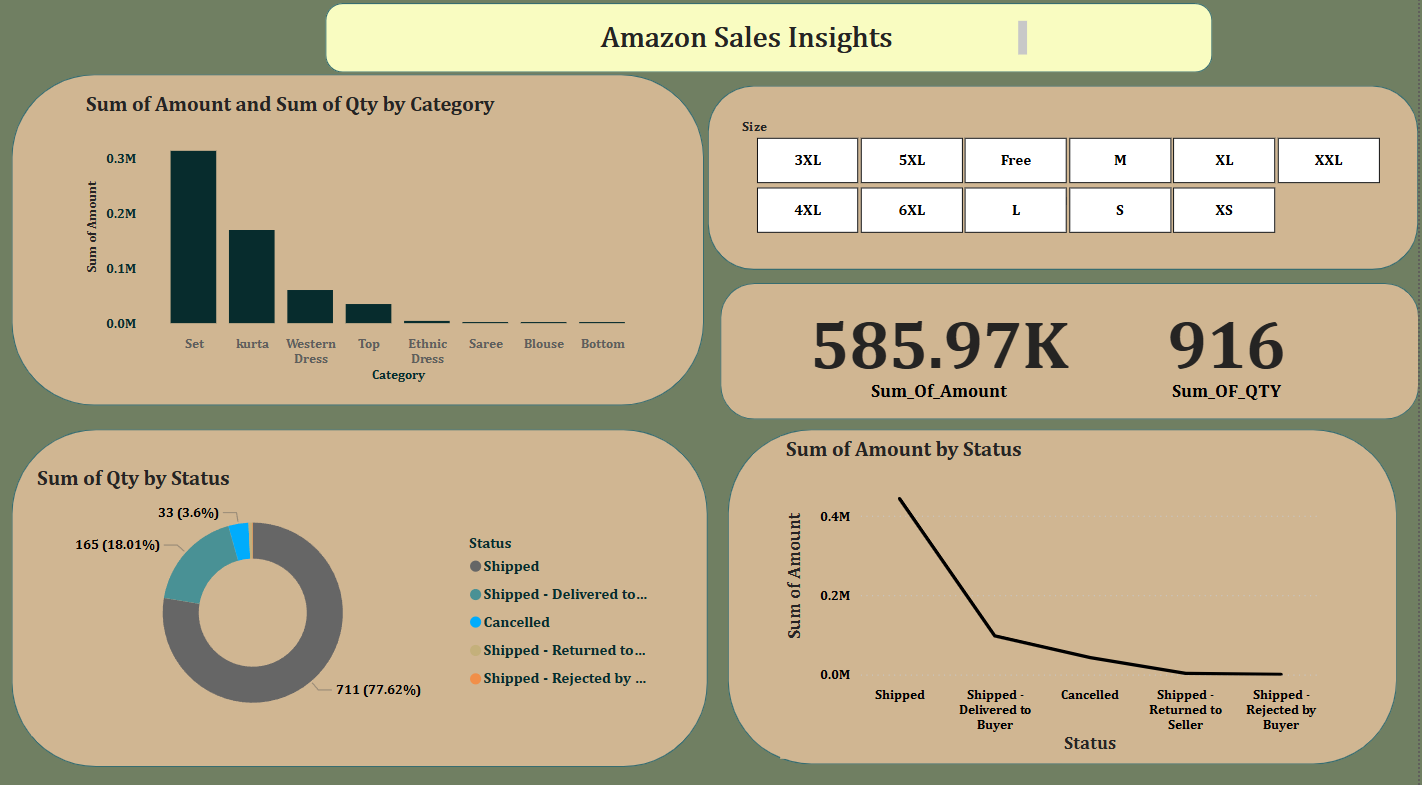 Amazon Sales Insights
Sum of Amount and Sum of Qty by Category
Sum of Amount
0.3M
0.2M
0.1M
0.0M
Set
kurta
Western
Dress
Top
Ethnic
Dress
Saree
Blouse
Bottom
Category
Size
3XL
5XL
Free
M
XL
XXL
4XL
6XL
L
S
XS
585.97K
Sum_Of_Amount
916
Sum_OF_QTY
Sum of Qty by Status
33 (3.6%)
165 (18.01%)
711 (77.62%)
Status
Shipped
Shipped - Delivered to...
Cancelled
Shipped - Returned to...
Shipped - Rejected by ...
Sum of Amount by Status
Sum of Amount
0.4M
0.2M
0.0M
Shipped
Shipped -
Delivered to
Buyer
Cancelled
Shipped -
Returned to
Seller
Shipped -
Rejected by
Buyer
Status